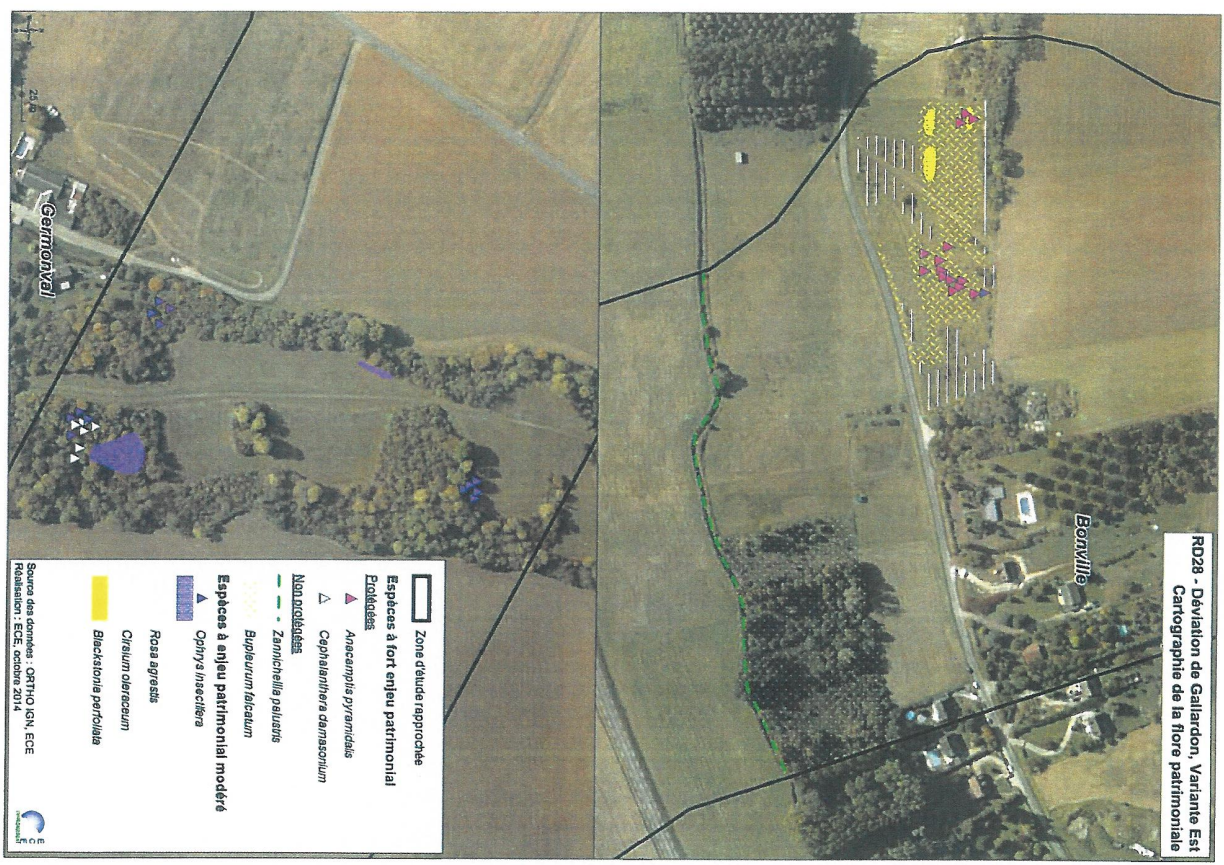 RD28 - Déviation de Gallardon, Variante Est
Cartographie de la flore patrimoniale
Bonville
Germonval
Zone d'étude rapprochée
Espèces à fort enjeu patrimonial
Protégées
Anacamptis pyramidalis
Cephalanthera damasonium
Non protégées
Zannichellia palustris
Bupleurum falcatum
Espèces à enjeu patrimonial modéré
Ophrys insectifera
Rosa agrestis
Cirsium oleraceum
Blackstonia perfoliata
Source des données : ORTHO IGN, ECE
Réalisation : ECE, octobre 2014